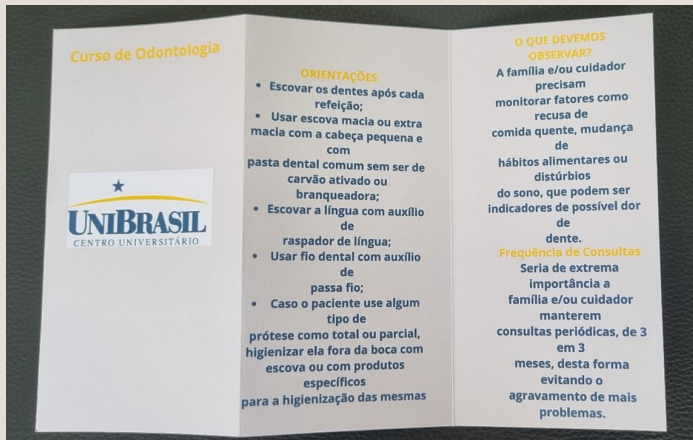 Curso de Odontologia
UNIBRASIL
CENTRO UNIVERSITÁRIO
ORIENTAÇÕES
• Escovar os dentes após cada
refeição;
• Usar escova macia ou extra
macia com a cabeça pequena e
com
pasta dental comum sem ser de
carvão ativado ou
branqueadora;
• Escovar a língua com auxílio
de
raspador de língua;
• Usar fio dental com auxílio
de
passa fio;
• Caso o paciente use algum
tipo de
prótese como total ou parcial,
higienizar ela fora da boca com
escova ou com produtos
específicos
para a higienização das mesmas
O QUE DEVEMOS
OBSERVAR?
A família e/ou cuidador
precisam
monitorar fatores como
recusa de
comida quente, mudança
de
hábitos alimentares ou
distúrbios
do sono, que podem ser
indicadores de possível dor
de
dente.
Frequência de Consultas
Seria de extrema
importância a
família e/ou cuidador
manterem
consultas periódicas, de 3
em 3
meses, desta forma
evitando o
agravamento de mais
problemas.